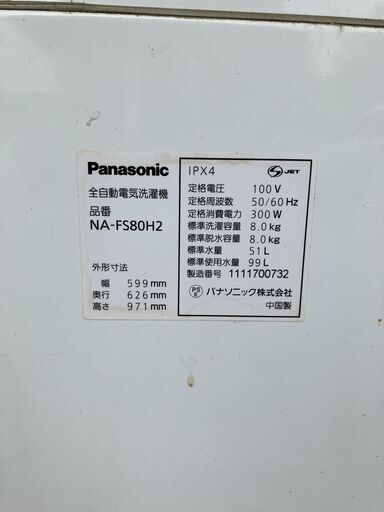 Panasonic
全自動電気洗濯機
品番
NA-FS80H2
外形寸法
幅 599mm
奥行 626mm
高さ 971mm
IPX4
S JET
定格電圧 100V
定格周波数 50/60Hz
定格消費電力 300W
標準洗濯容量 8.0kg
標準脱水容量 8.0kg
標準水量 51L
標準使用水量 99L
製造番号 1111700732
PS E パナソニック株式会社
中国製